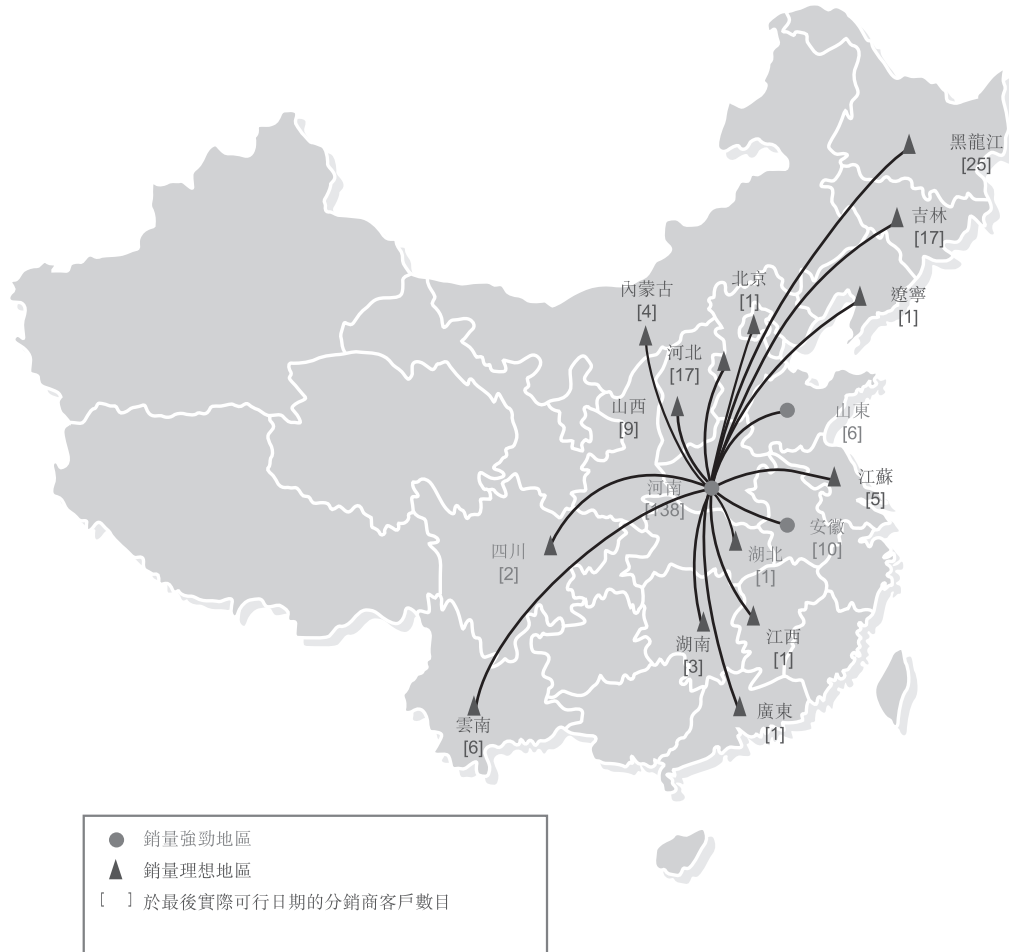 黑龍江
[25]
吉林
[17]
北京
[1]
內蒙古
[4]
遼寧
[1]
河北
[17]
山西
[9]
山東
[6]
江蘇
[5]
河南
[138]
安徽
[10]
四川
[2]
湖北
[1]
江西
[1]
湖南
[3]
廣東
[1]
雲南
[6]
銷量強勁地區
銷量理想地區
[ ] 於最後實際可行日期的分銷商客戶數目